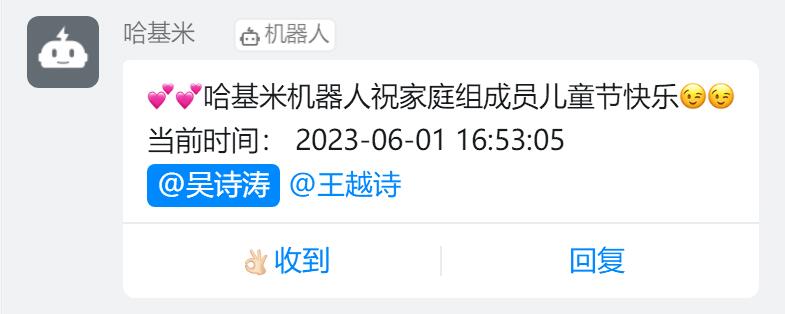 哈基米 机器人
💕💕哈基米机器人祝家庭组成员儿童节快乐😉😉
当前时间： 2023-06-01 16:53:05
@吴诗涛 @王越诗
👌🏻收到 回复